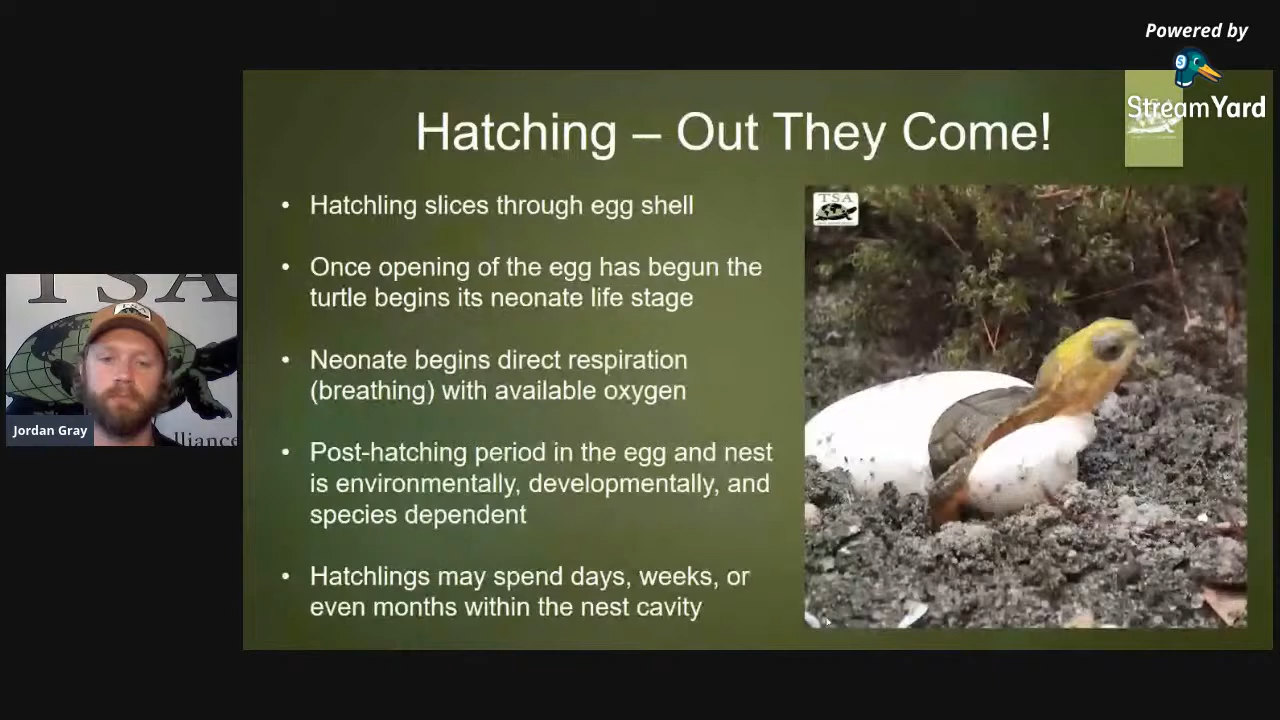 Powered by
StreamYard
Hatching – Out They Come!
• Hatchling slices through egg shell
• Once opening of the egg has begun the
turtle begins its neonate life stage
• Neonate begins direct respiration
(breathing) with available oxygen
• Post-hatching period in the egg and nest
is environmentally, developmentally, and
species dependent
• Hatchlings may spend days, weeks, or
even months within the nest cavity
TSA
TSA
TSA
Jordan Gray
lliance